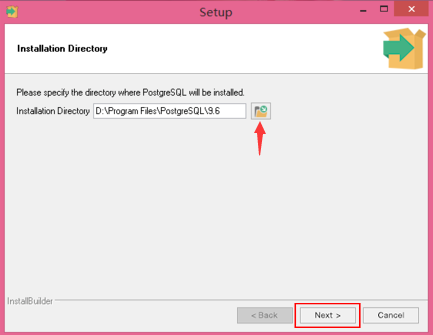 Setup
Installation Directory
Please specify the directory where PostgreSQL will be installed.
Installation Directory D:\Program Files\PostgreSQL\9.6
InstallBuilder
< Back Next > Cancel